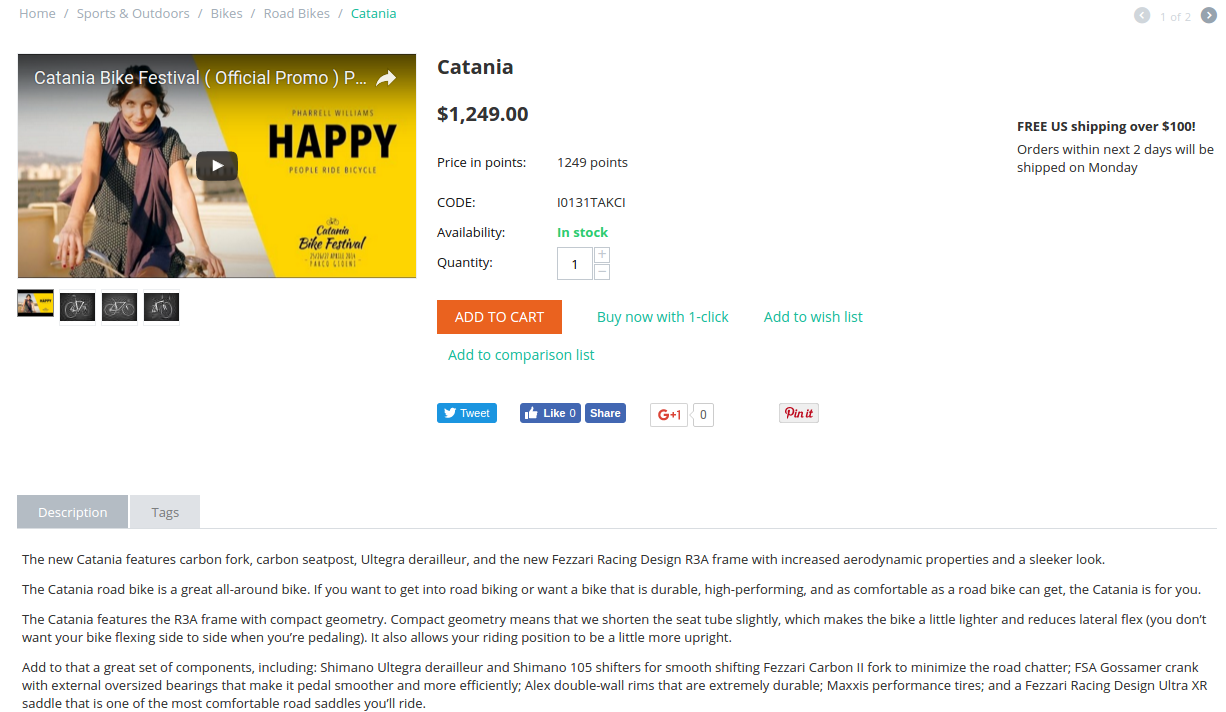 Home / Sports & Outdoors / Bikes / Road Bikes / Catania
1 of 2
Catania Bike Festival ( Official Promo ) P...
PHARRELL WILLIAMS
HAPPY
PEOPLE RIDE BICYCLE
Catania
Bike Festival
PARCO GIOENI
HAPPY
Catania
$1,249.00
Price in points: 1249 points
CODE: I0131TAKCI
Availability: In stock
Quantity: 1 + −
ADD TO CART Buy now with 1-click Add to wish list
Add to comparison list
Tweet Like 0 Share G+1 0 Pin it
FREE US shipping over $100!
Orders within next 2 days will be
shipped on Monday
Description Tags
The new Catania features carbon fork, carbon seatpost, Ultegra derailleur, and the new Fezzari Racing Design R3A frame with increased aerodynamic properties and a sleeker look.
The Catania road bike is a great all-around bike. If you want to get into road biking or want a bike that is durable, high-performing, and as comfortable as a road bike can get, the Catania is for you.
The Catania features the R3A frame with compact geometry. Compact geometry means that we shorten the seat tube slightly, which makes the bike a little lighter and reduces lateral flex (you don’t
want your bike flexing side to side when you’re pedaling). It also allows your riding position to be a little more upright.
Add to that a great set of components, including: Shimano Ultegra derailleur and Shimano 105 shifters for smooth shifting Fezzari Carbon II fork to minimize the road chatter; FSA Gossamer crank
with external oversized bearings that make it pedal smoother and more efficiently; Alex double-wall rims that are extremely durable; Maxxis performance tires; and a Fezzari Racing Design Ultra XR
saddle that is one of the most comfortable road saddles you’ll ride.